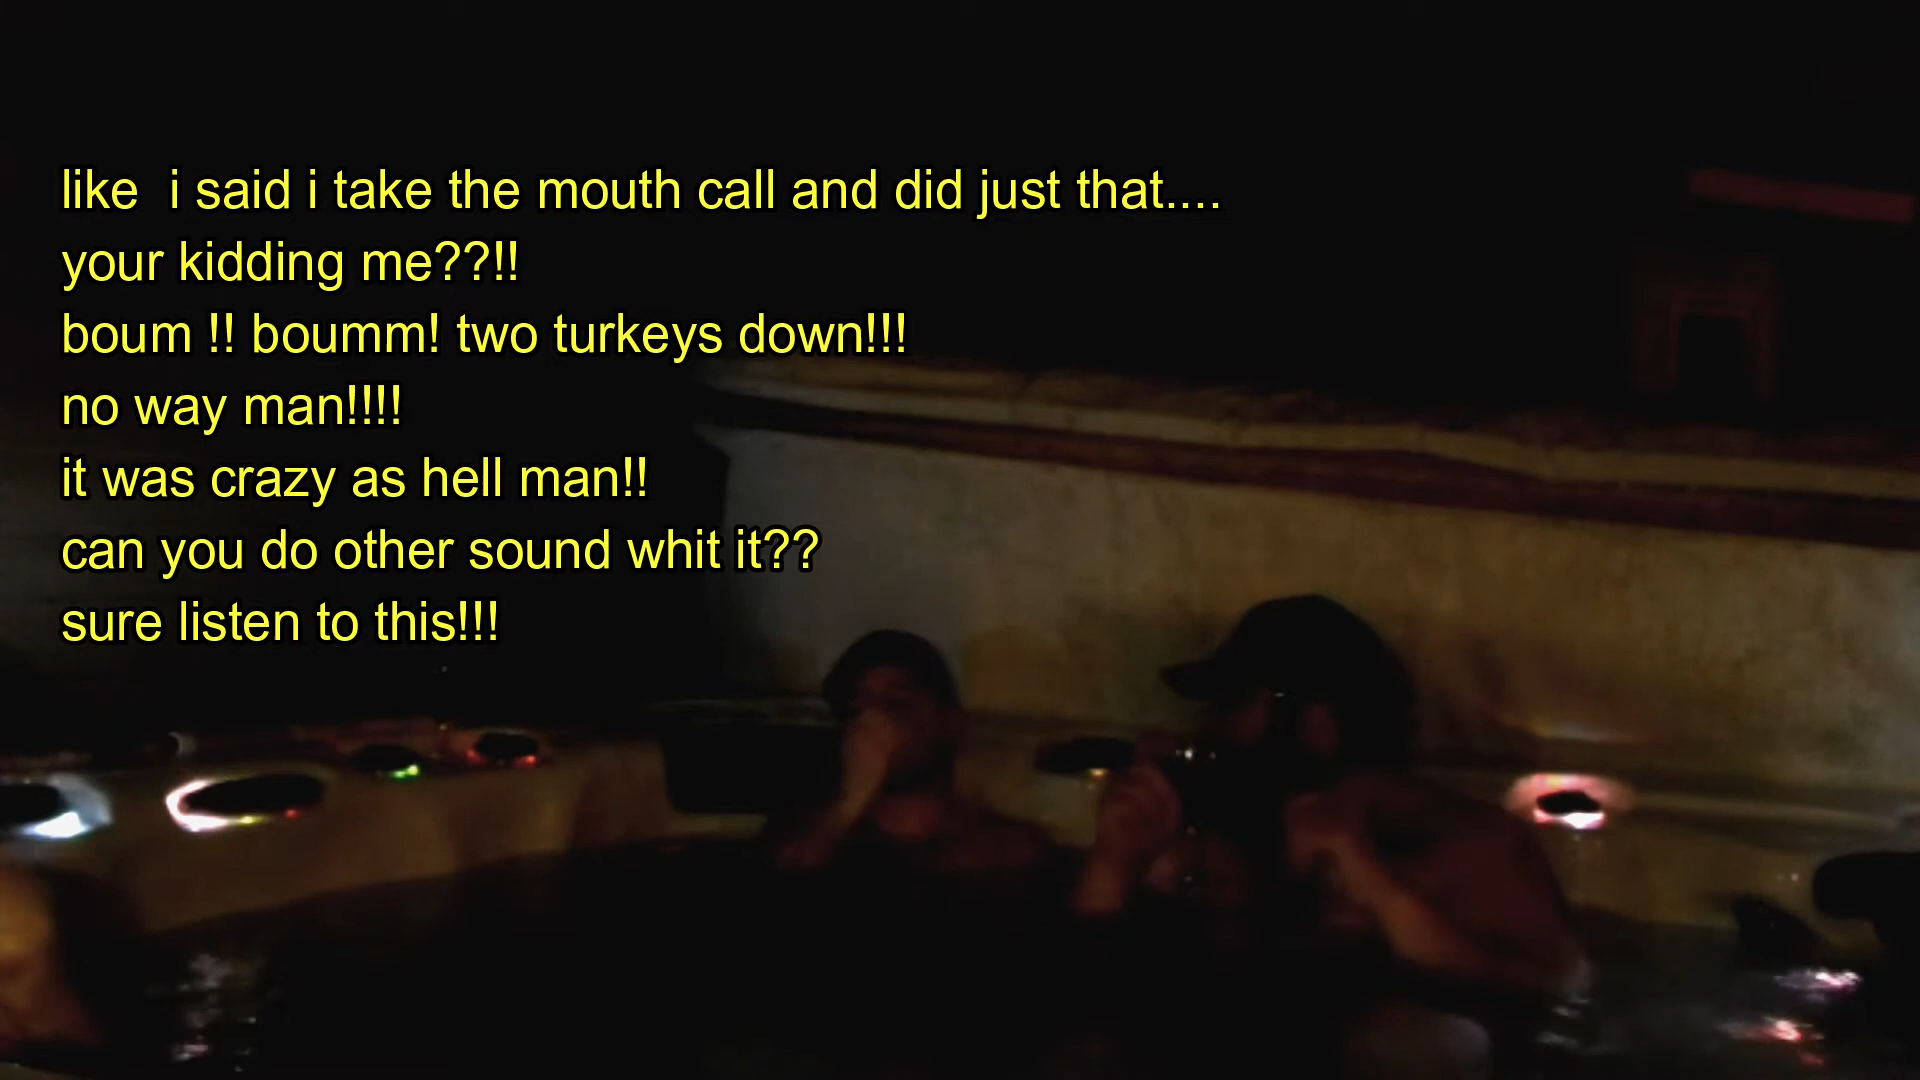 like  i said i take the mouth call and did just that....
your kidding me??!!
boum !! boumm! two turkeys down!!!
no way man!!!!
it was crazy as hell man!!
can you do other sound whit it??
sure listen to this!!!